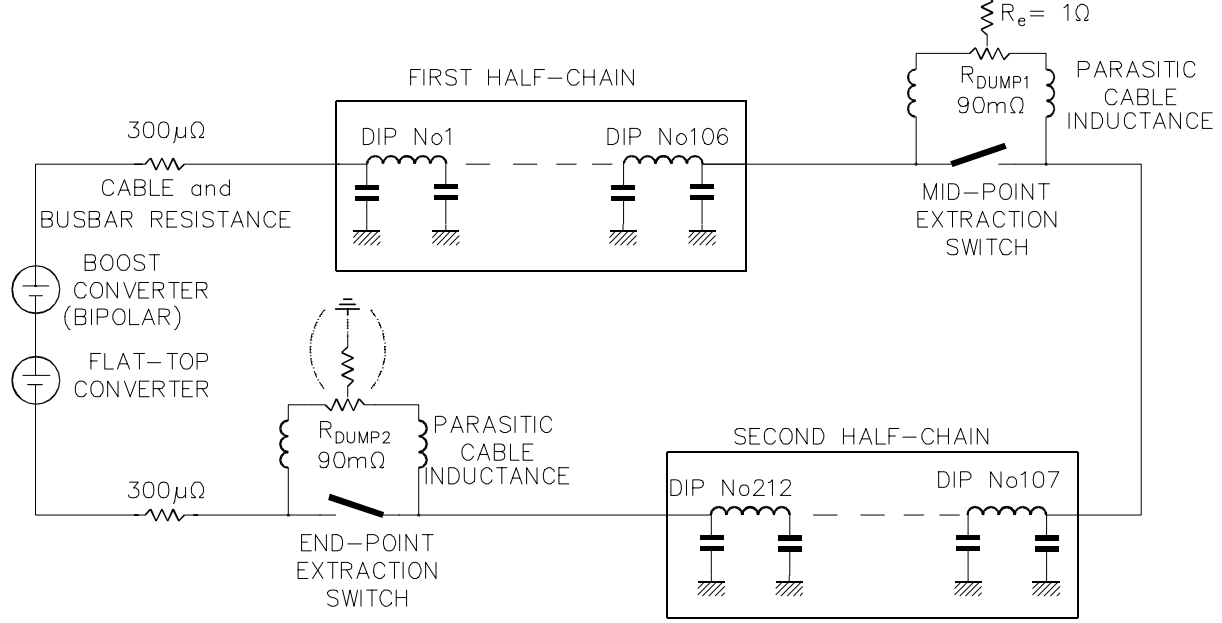 R_e= 1Ω
R_DUMP1
90mΩ
PARASITIC
CABLE
INDUCTANCE
FIRST HALF-CHAIN
300μΩ
DIP No1
DIP No106
CABLE and
BUSBAR RESISTANCE
MID-POINT
EXTRACTION
SWITCH
BOOST
CONVERTER
(BIPOLAR)
FLAT-TOP
CONVERTER
R_DUMP2
90mΩ
PARASITIC
CABLE
INDUCTANCE
SECOND HALF-CHAIN
300μΩ
DIP No212
DIP No107
END-POINT
EXTRACTION
SWITCH